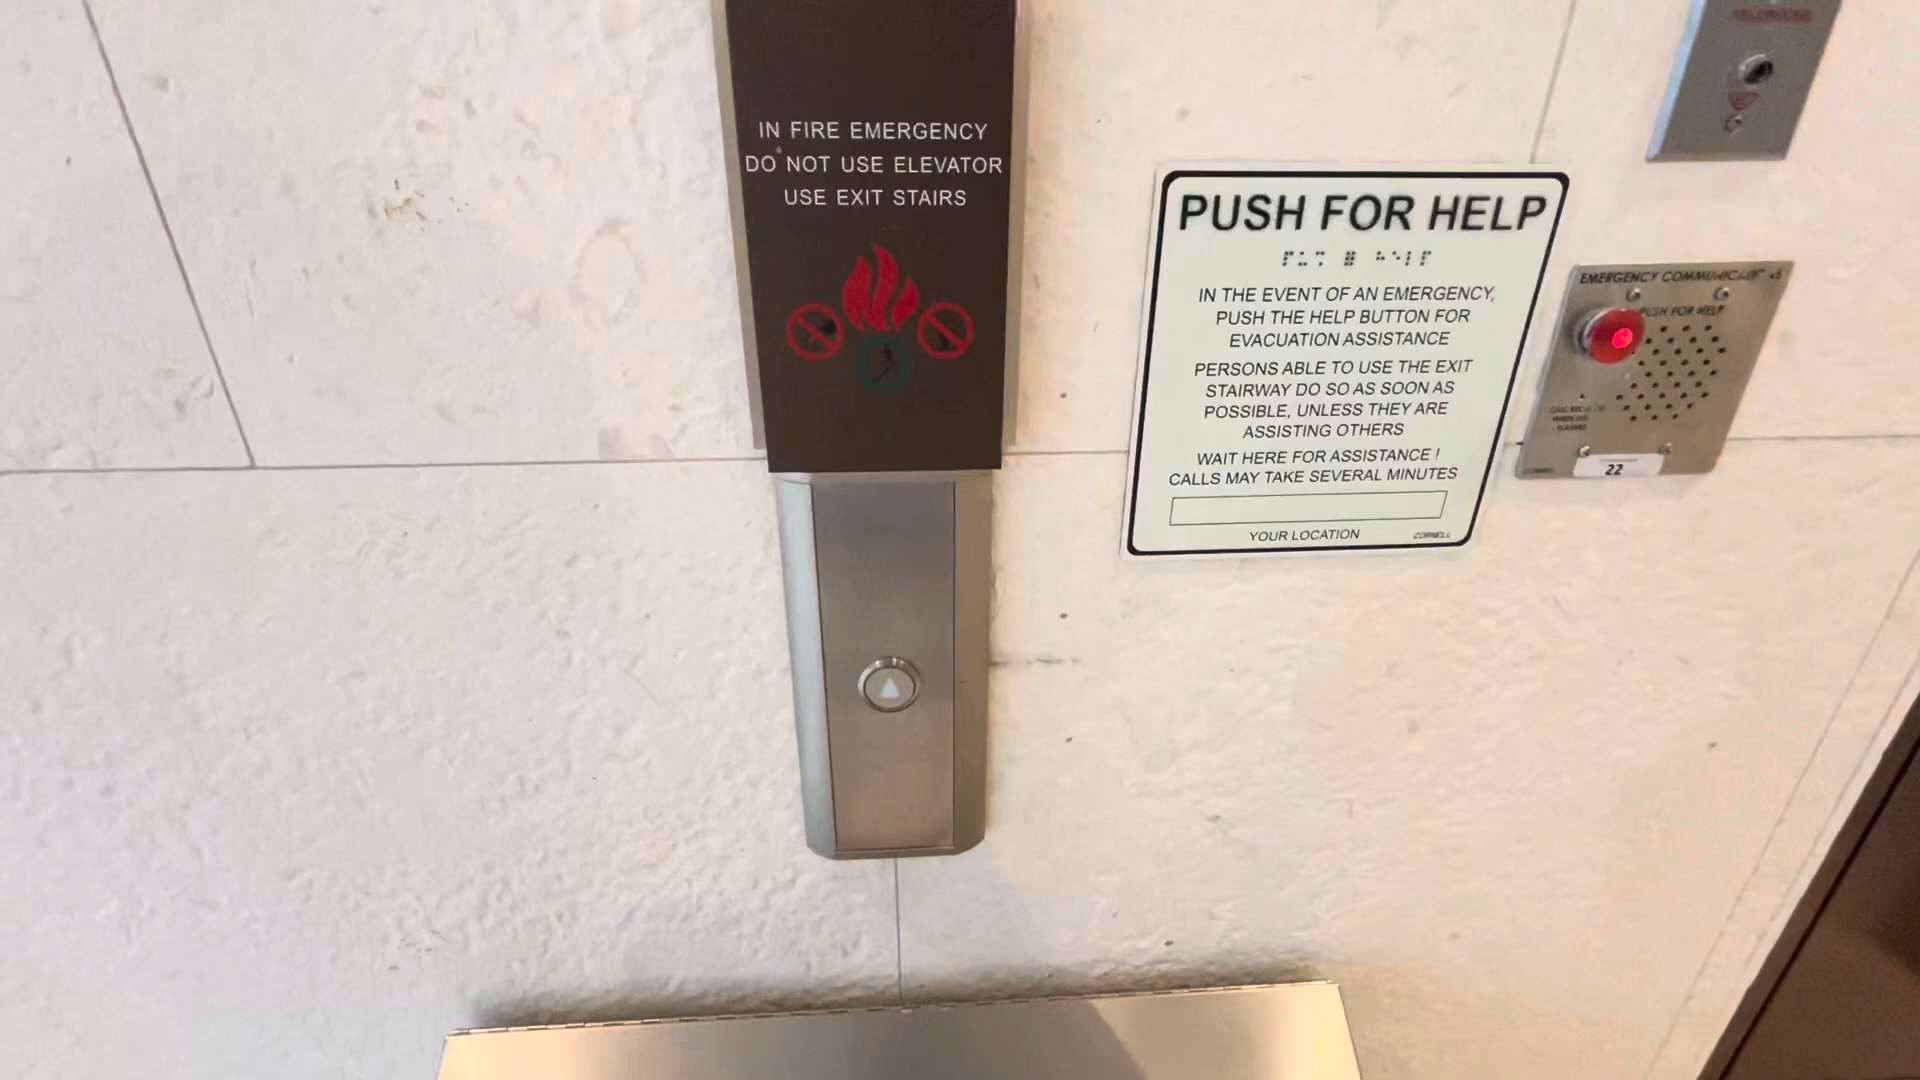 IN FIRE EMERGENCY
DO NOT USE ELEVATOR
USE EXIT STAIRS
PUSH FOR HELP
IN THE EVENT OF AN EMERGENCY,
PUSH THE HELP BUTTON FOR
EVACUATION ASSISTANCE
PERSONS ABLE TO USE THE EXIT
STAIRWAY DO SO AS SOON AS
POSSIBLE, UNLESS THEY ARE
ASSISTING OTHERS
WAIT HERE FOR ASSISTANCE !
CALLS MAY TAKE SEVERAL MINUTES
YOUR LOCATION
CORNELL
EMERGENCY
PUSH FOR HELP
22